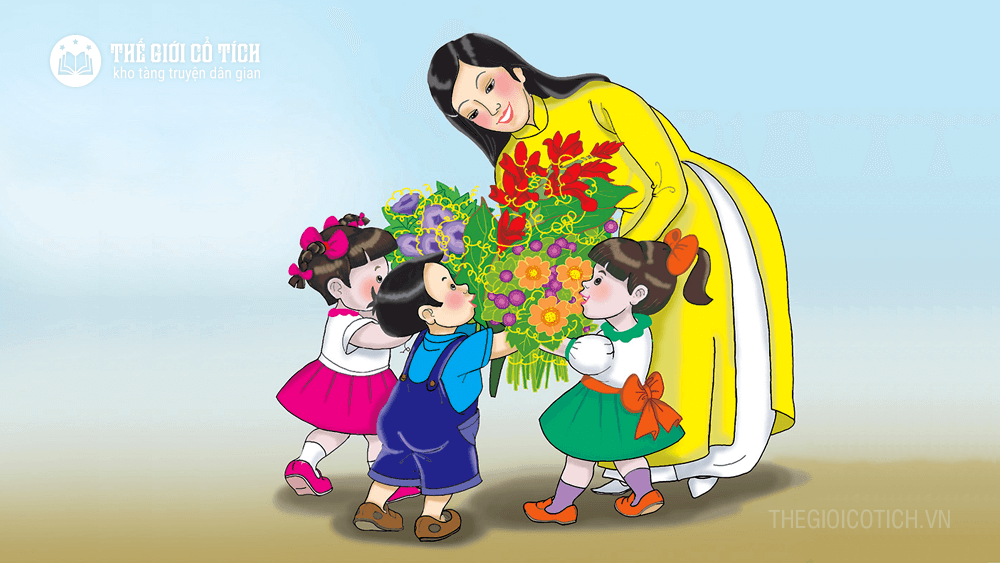 THẾ GIỚI CỔ TÍCH
kho tàng truyện dân gian
THEGIOICOTICH.VN